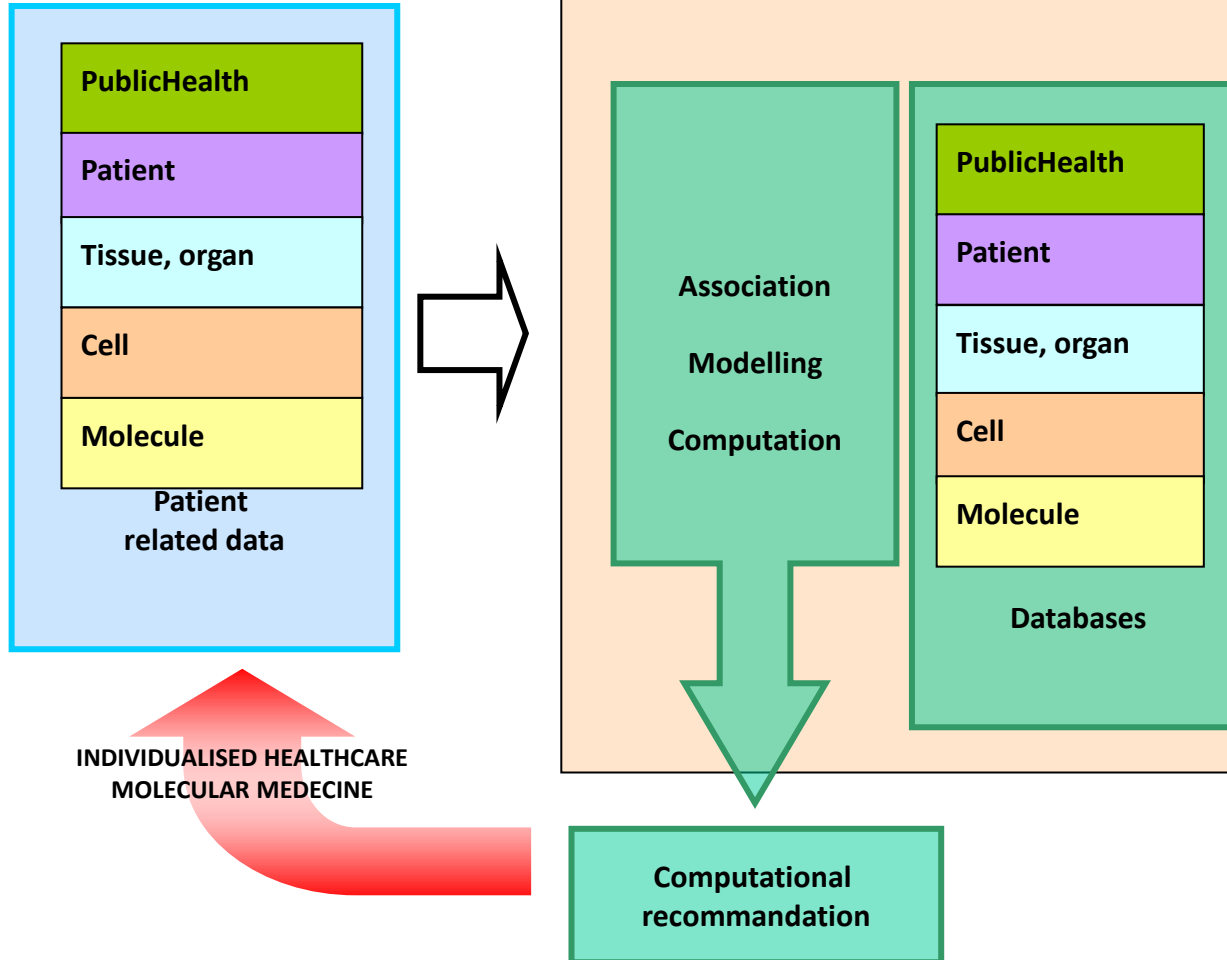 PublicHealth
Patient
Tissue, organ
Cell
Molecule
Patient
related data
Association
Modelling
Computation
PublicHealth
Patient
Tissue, organ
Cell
Molecule
Databases
INDIVIDUALISED HEALTHCARE
MOLECULAR MEDECINE
Computational
recommandation